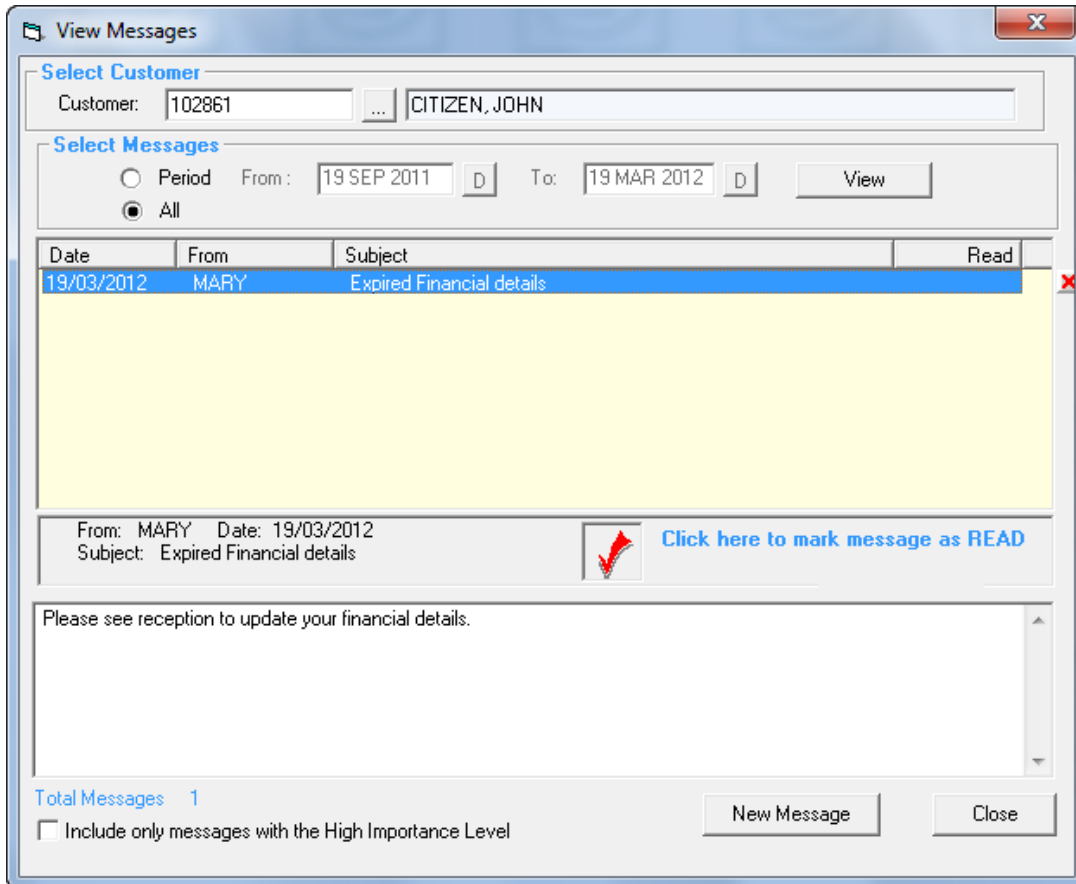 View Messages
Select Customer
Customer: 102861 ... CITIZEN, JOHN
Select Messages
Period From : 19 SEP 2011 D To: 19 MAR 2012 D View
All
Date From Subject Read
19/03/2012 MARY Expired Financial details
From: MARY Date: 19/03/2012
Subject: Expired Financial details
Click here to mark message as READ
Please see reception to update your financial details.
Total Messages 1
New Message Close
Include only messages with the High Importance Level